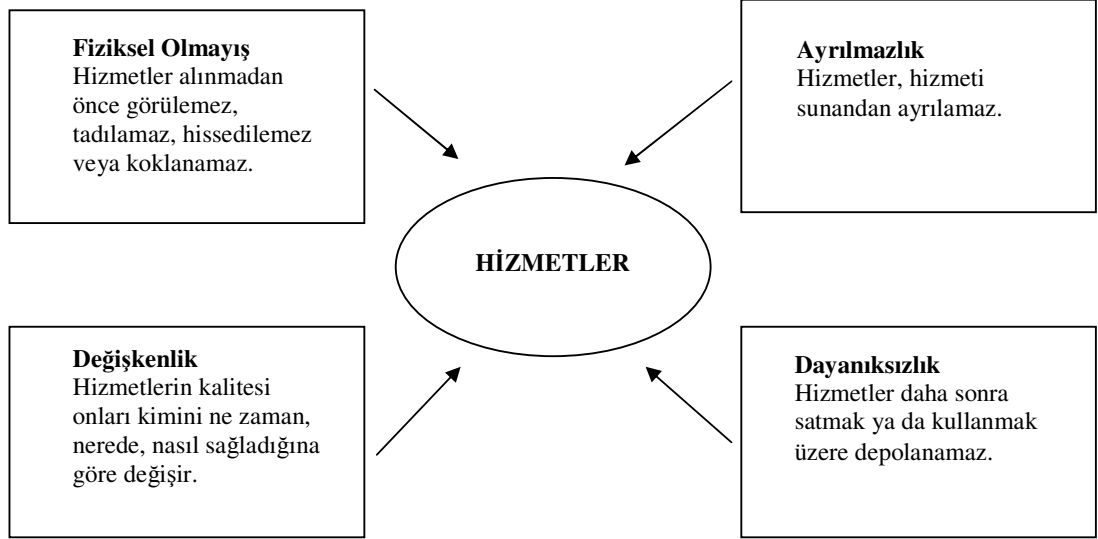 Fiziksel Olmayış
Hizmetler alınmadan
önce görülemez,
tadılamaz, hissedilemez
veya koklanamaz.
Ayrılmazlık
Hizmetler, hizmeti
sunandan ayrılamaz.
HİZMETLER
Değişkenlik
Hizmetlerin kalitesi
onları kimini ne zaman,
nerede, nasıl sağladığına
göre değişir.
Dayanıksızlık
Hizmetler daha sonra
satmak ya da kullanmak
üzere depolanamaz.